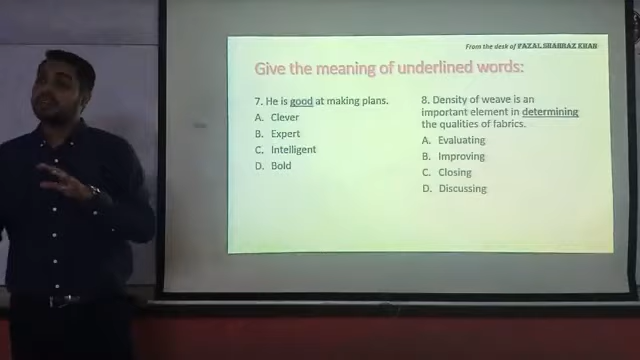 From the desk of FAZAL SHAHRAZ KHAN
Give the meaning of underlined words:
7. He is good at making plans.
A. Clever
B. Expert
C. Intelligent
D. Bold
8. Density of weave is an
important element in determining
the qualities of fabrics.
A. Evaluating
B. Improving
C. Closing
D. Discussing